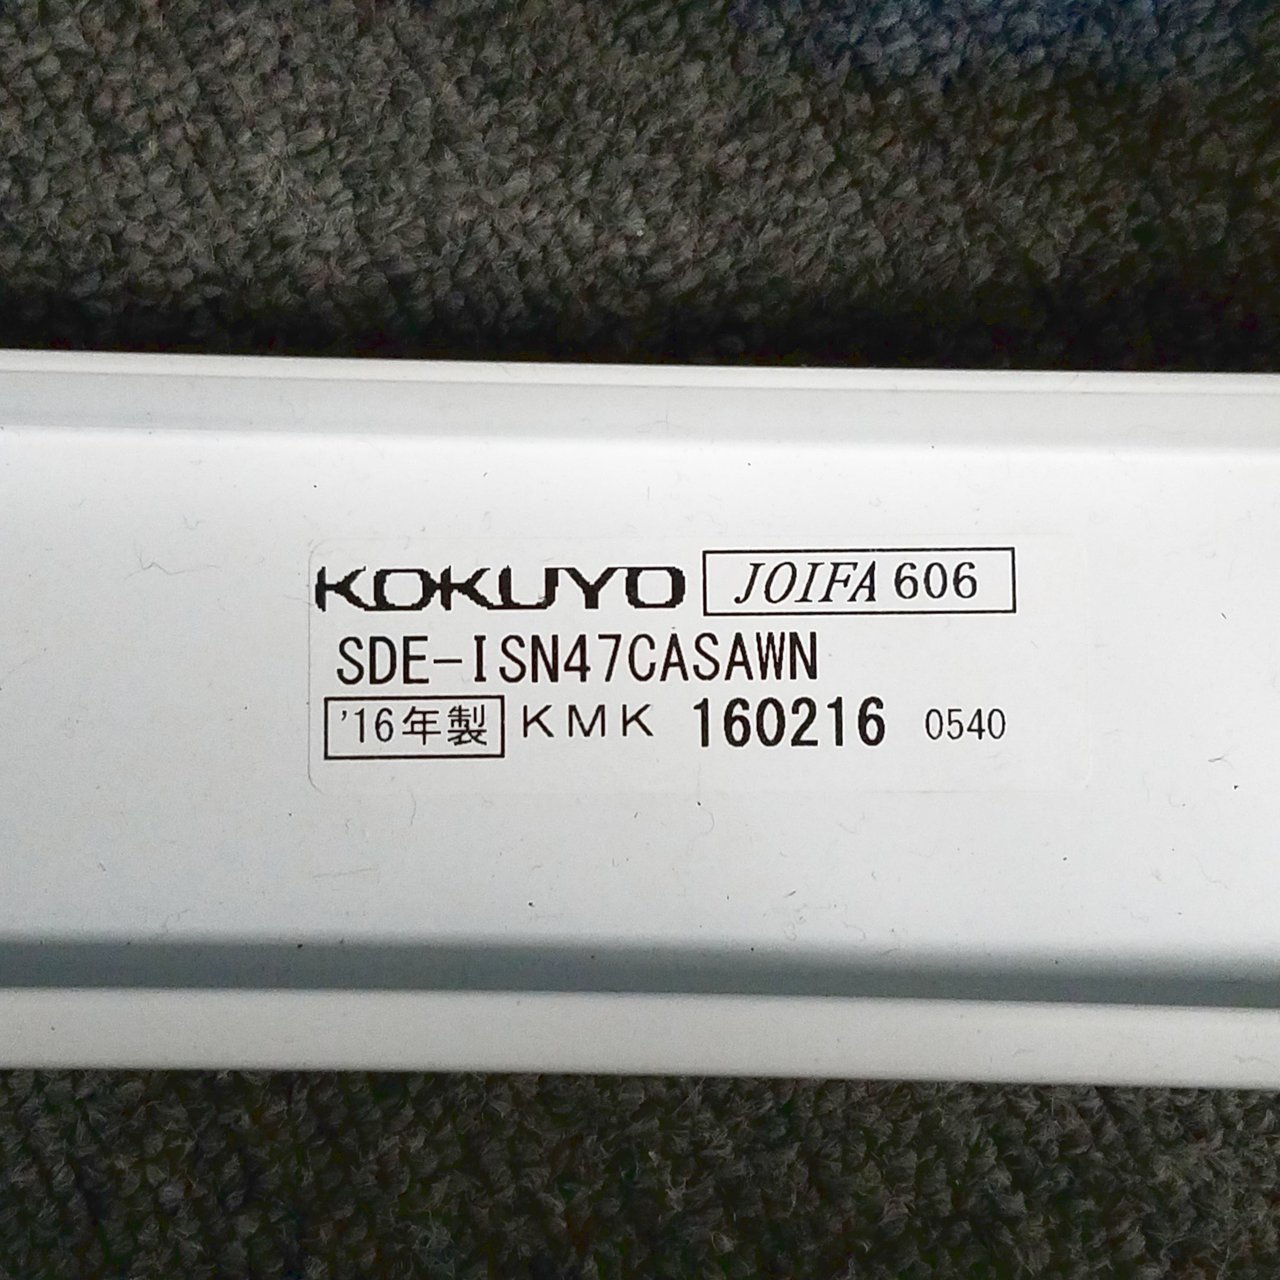 KOKUYO JOIFA 606
SDE-ISN47CASAWN
'16年製 KMK 160216 0540